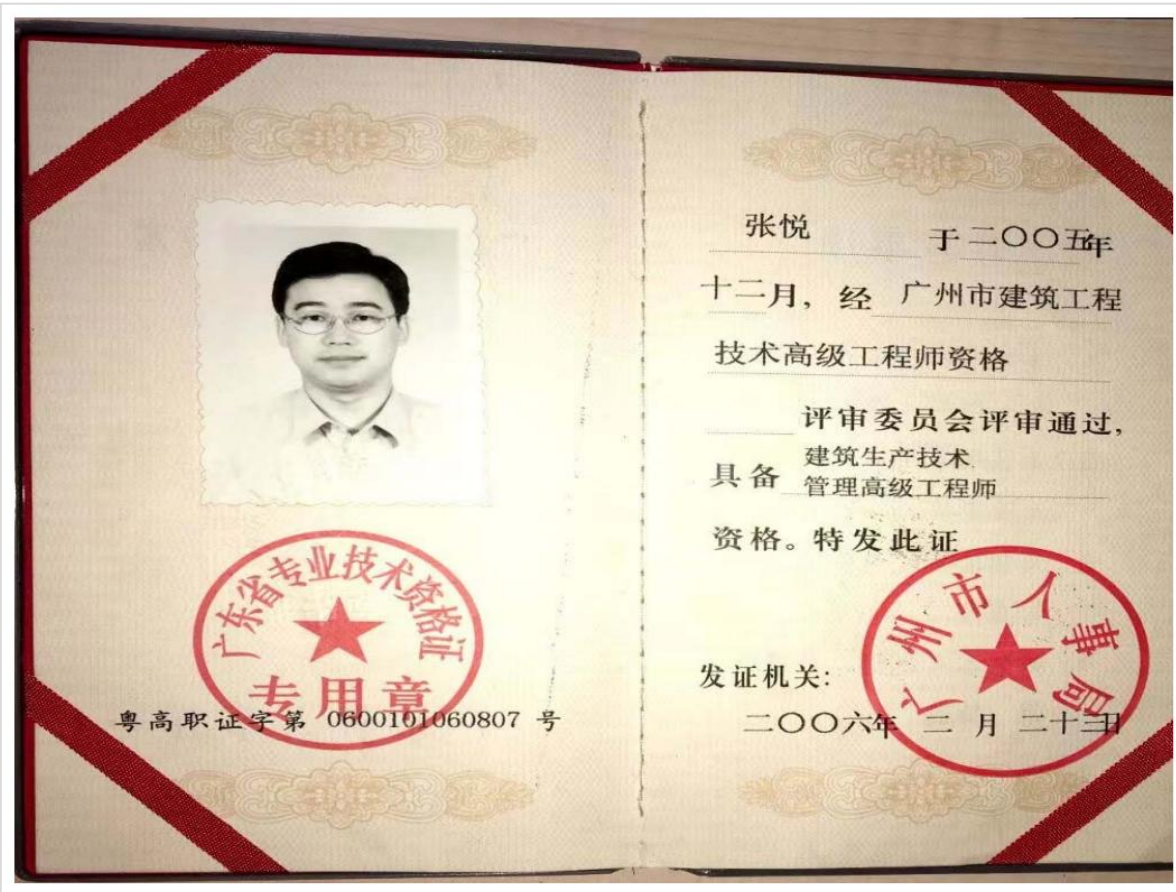 广东省专业技术资格证
专用章
粤高职证字第 0600101060807 号
张悦 于二〇〇五年
十二月，经 广州市建筑工程
技术高级工程师资格
评审委员会评审通过，
具备 建筑生产技术
管理高级工程师
资格。特发此证
广州市人事局
发证机关：
二〇〇六年 二 月 二十三日